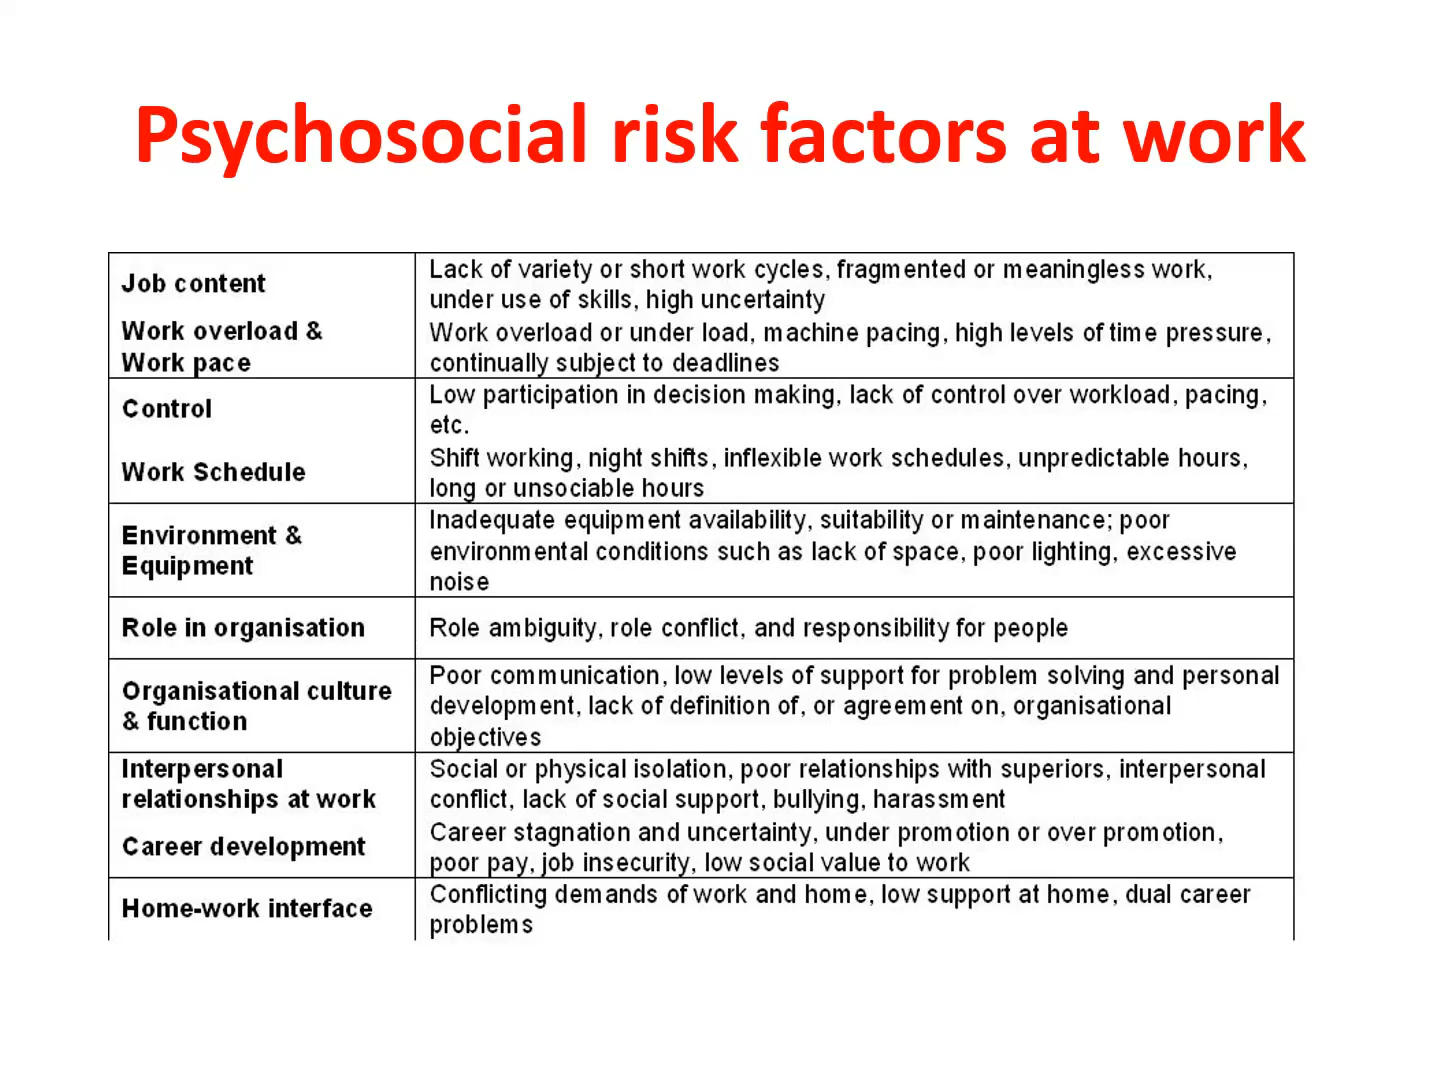 Psychosocial risk factors at work
Job content
Lack of variety or short work cycles, fragmented or meaningless work,
under use of skills, high uncertainty
Work overload &
Work pace
Work overload or under load, machine pacing, high levels of time pressure,
continually subject to deadlines
Control
Low participation in decision making, lack of control over workload, pacing,
etc.
Work Schedule
Shift working, night shifts, inflexible work schedules, unpredictable hours,
long or unsociable hours
Environment &
Equipment
Inadequate equipment availability, suitability or maintenance; poor
environmental conditions such as lack of space, poor lighting, excessive
noise
Role in organisation
Role ambiguity, role conflict, and responsibility for people
Organisational culture
& function
Poor communication, low levels of support for problem solving and personal
development, lack of definition of, or agreement on, organisational
objectives
Interpersonal
relationships at work
Social or physical isolation, poor relationships with superiors, interpersonal
conflict, lack of social support, bullying, harassment
Career development
Career stagnation and uncertainty, under promotion or over promotion,
poor pay, job insecurity, low social value to work
Home-work interface
Conflicting demands of work and home, low support at home, dual career
problems